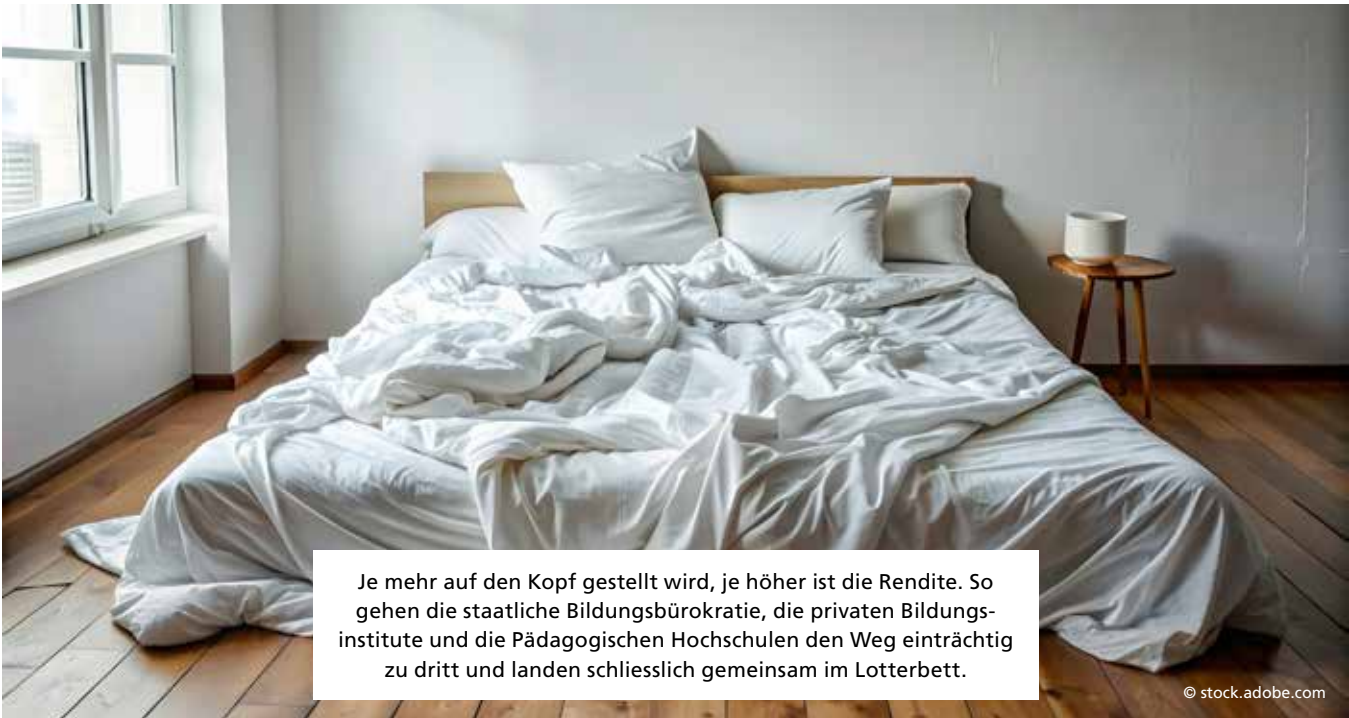 Je mehr auf den Kopf gestellt wird, je höher ist die Rendite. So
gehen die staatliche Bildungsbürokratie, die privaten Bildungs-
institute und die Pädagogischen Hochschulen den Weg einträchtig
zu dritt und landen schliesslich gemeinsam im Lotterbett.
© stock.adobe.com